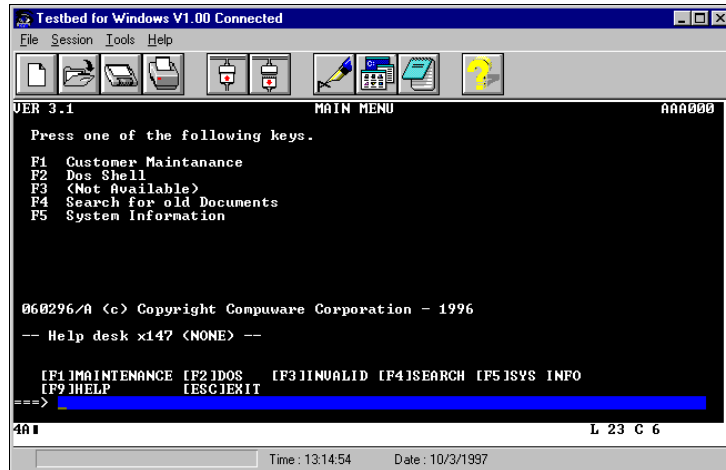 Testbed for Windows V1.00 Connected
File Session Tools Help
VER 3.1 MAIN MENU AAA000
Press one of the following keys.
F1 Customer Maintanance
F2 Dos Shell
F3 (Not Available)
F4 Search for old Documents
F5 System Information
060296/A (c) Copyright Compuware Corporation - 1996
-- Help desk x147 (NONE) --
[F1]MAINTENANCE [F2]DOS [F3]INVALID [F4]SEARCH [F5]SYS INFO
[F9]HELP [ESC]EXIT
===> _
4A L 23 C 6
Time : 13:14:54 Date : 10/3/1997